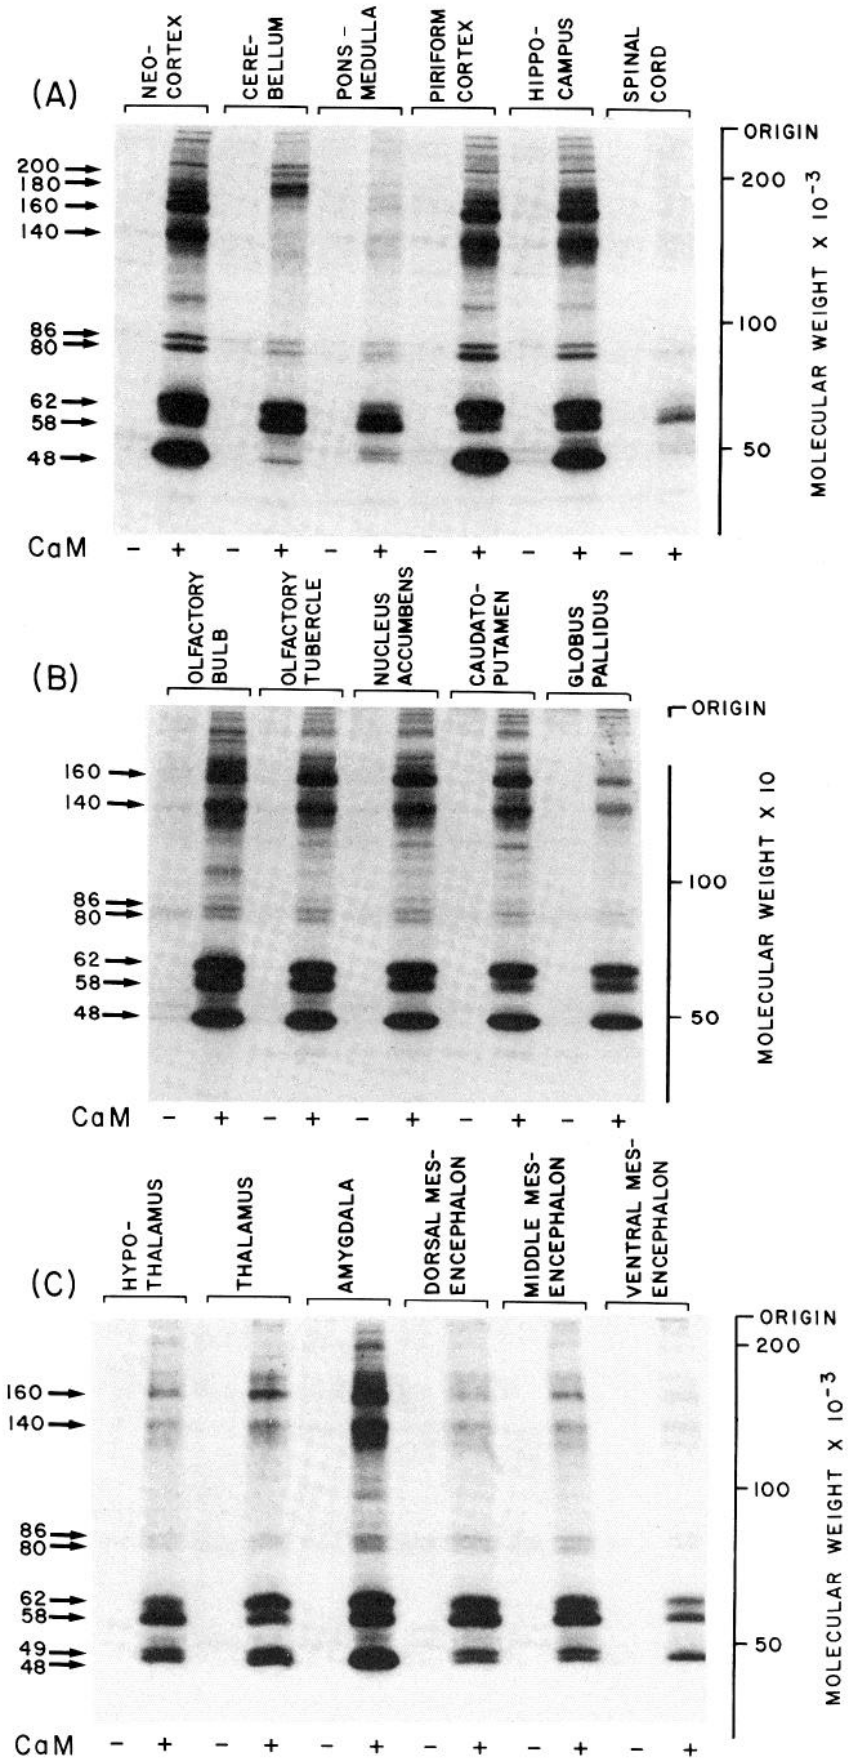 (A)
NEO-
CORTEX
CERE-
BELLUM
PONS-
MEDULLA
PIRIFORM
CORTEX
HIPPO-
CAMPUS
SPINAL
CORD
200
180
160
140
86
80
62
58
48
ORIGIN
200
100
50
MOLECULAR WEIGHT X 10-3
CaM - + - + - + - + - + - +
(B)
OLFACTORY
BULB
OLFACTORY
TUBERCLE
NUCLEUS
ACCUMBENS
CAUDATO-
PUTAMEN
GLOBUS
PALLIDUS
160
140
86
80
62
58
48
ORIGIN
100
50
MOLECULAR WEIGHT X 10
CaM - + - + - + - + - +
(C)
HYPO-
THALAMUS
THALAMUS
AMYGDALA
DORSAL MES-
ENCEPHALON
MIDDLE MES-
ENCEPHALON
VENTRAL MES-
ENCEPHALON
160
140
86
80
62
58
49
48
ORIGIN
200
100
50
MOLECULAR WEIGHT X 10-3
CaM - + - + - + - + - + - +